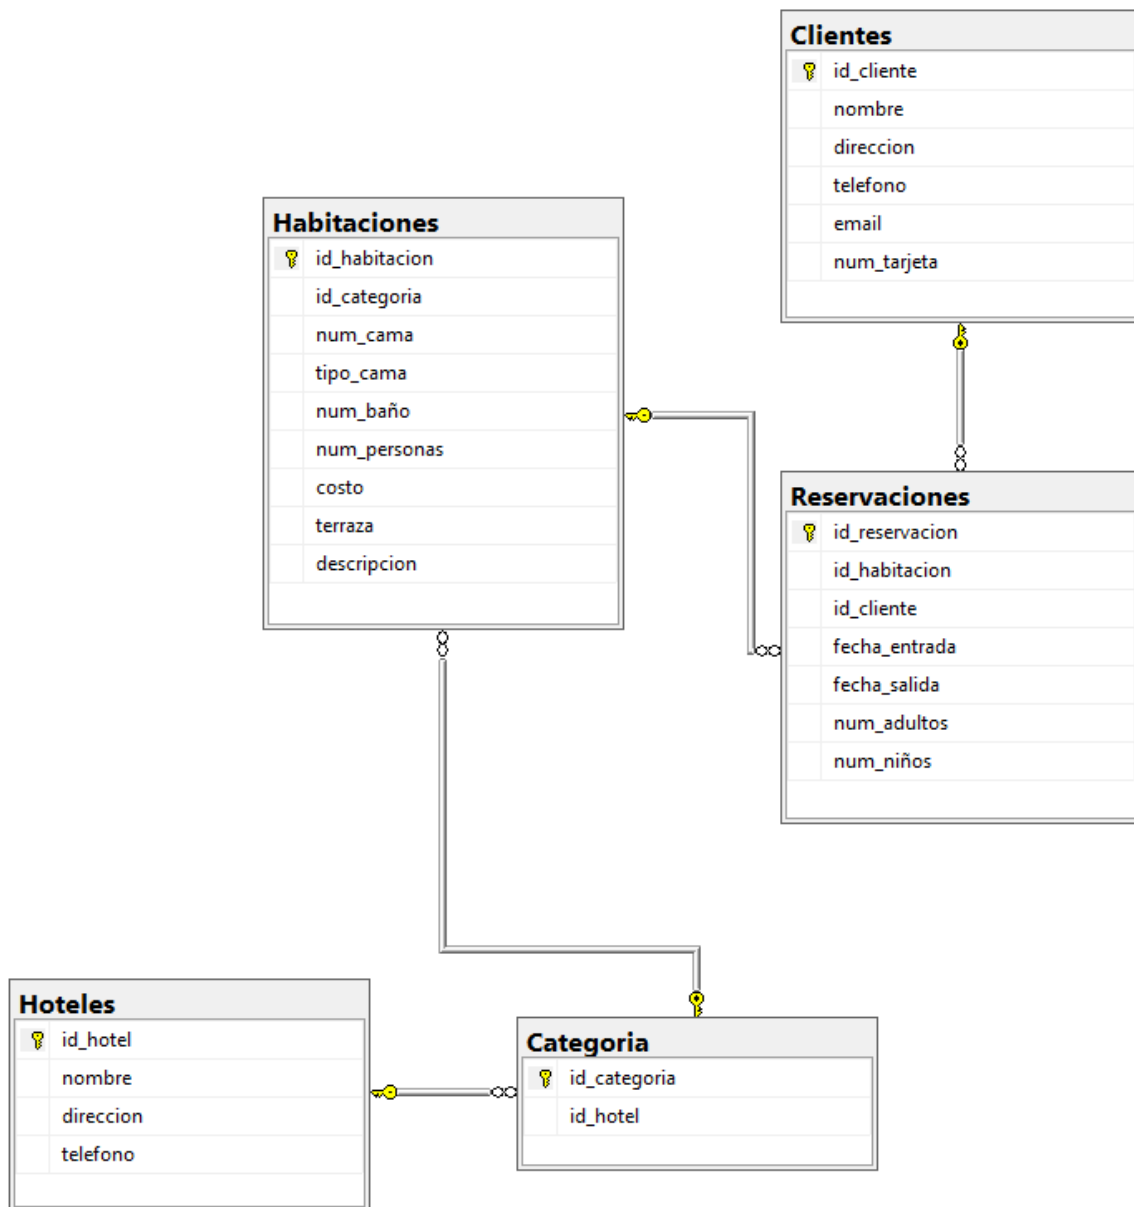 Clientes
id_cliente
nombre
direccion
telefono
email
num_tarjeta
Habitaciones
id_habitacion
id_categoria
num_cama
tipo_cama
num_baño
num_personas
costo
terraza
descripcion
Reservaciones
id_reservacion
id_habitacion
id_cliente
fecha_entrada
fecha_salida
num_adultos
num_niños
Hoteles
id_hotel
nombre
direccion
telefono
Categoria
id_categoria
id_hotel